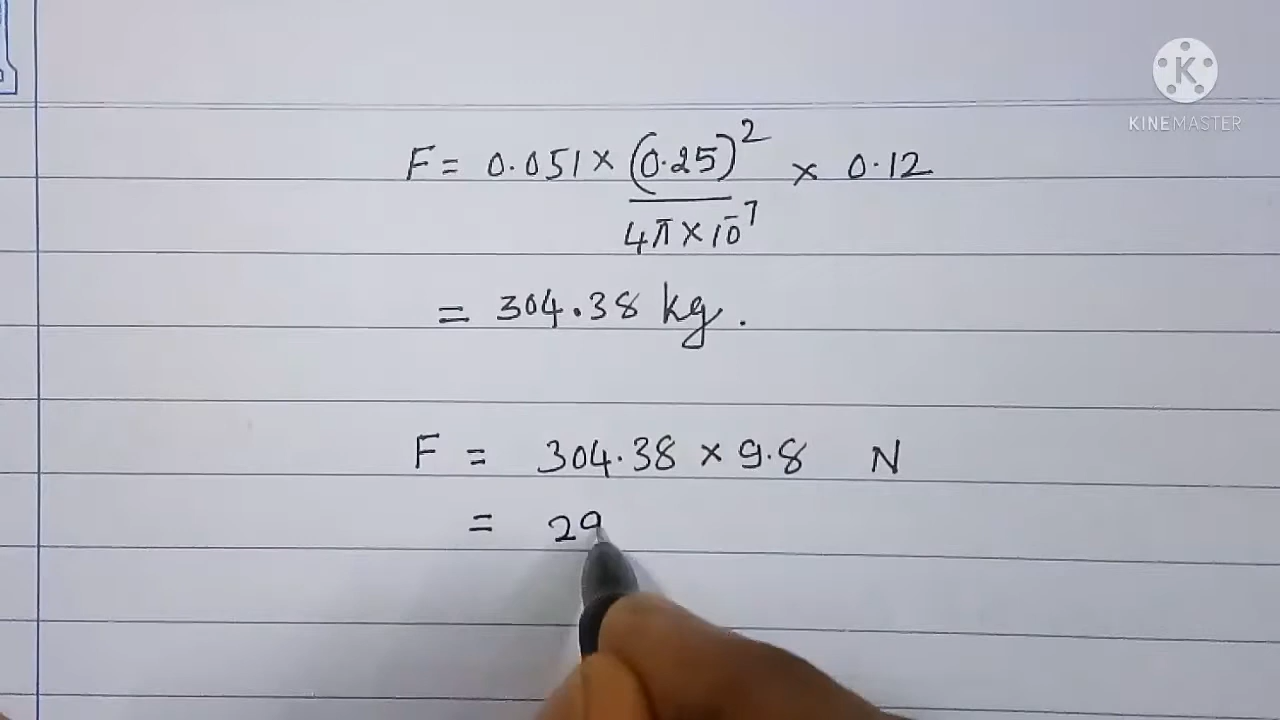 KINEMASTER
F = 0.051 × (0.25)² / 4π × 10⁻⁷ × 0.12
= 304.38 kg.
F = 304.38 × 9.8 N
= 29